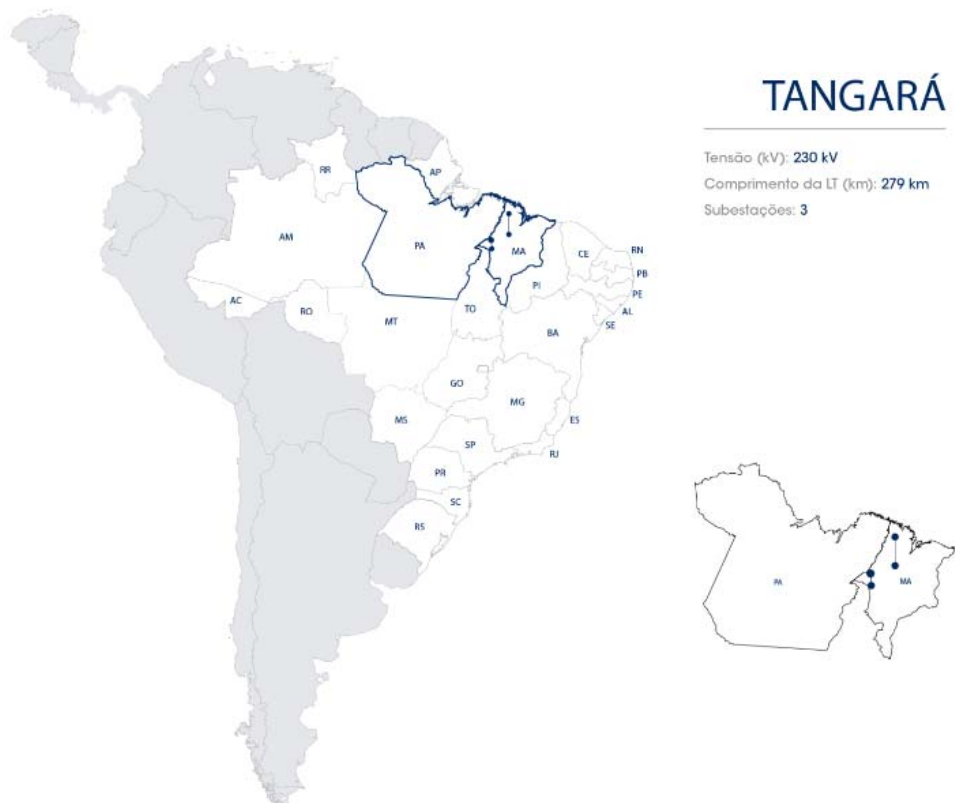 TANGARÁ
Tensão (kV): 230 kV
Comprimento da LT (km): 279 km
Subestações: 3
RR
AP
AM
PA
MA
CE
RN
PB
PI
PE
AL
AC
RO
MT
TO
SE
BA
GO
MG
MS
ES
SP
RJ
PR
SC
RS
PA
MA